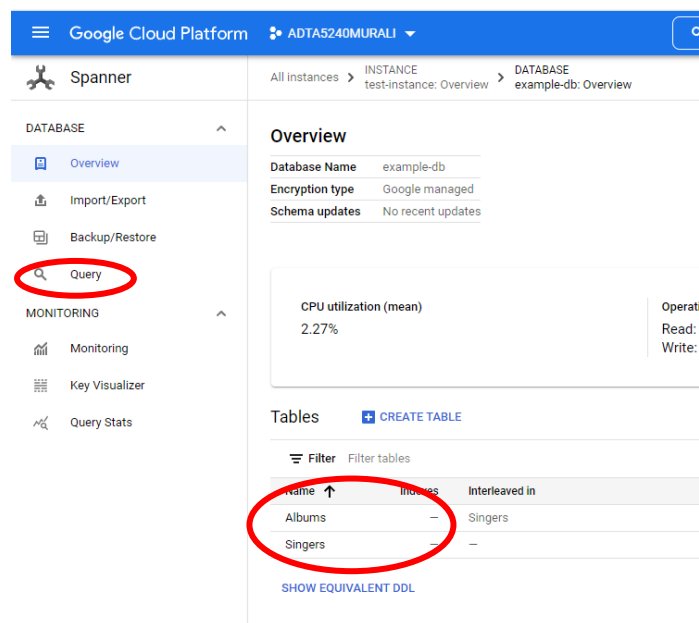 Google Cloud Platform ADTA5240MURALI
Spanner
All instances INSTANCE test-instance: Overview DATABASE example-db: Overview
DATABASE
Overview
Import/Export
Backup/Restore
Query
MONITORING
Monitoring
Key Visualizer
Query Stats
Overview
Database Name example-db
Encryption type Google managed
Schema updates No recent updates
CPU utilization (mean)
2.27%
Operati
Read:
Write:
Tables CREATE TABLE
Filter Filter tables
Name Indexes Interleaved in
Albums — Singers
Singers — —
SHOW EQUIVALENT DDL